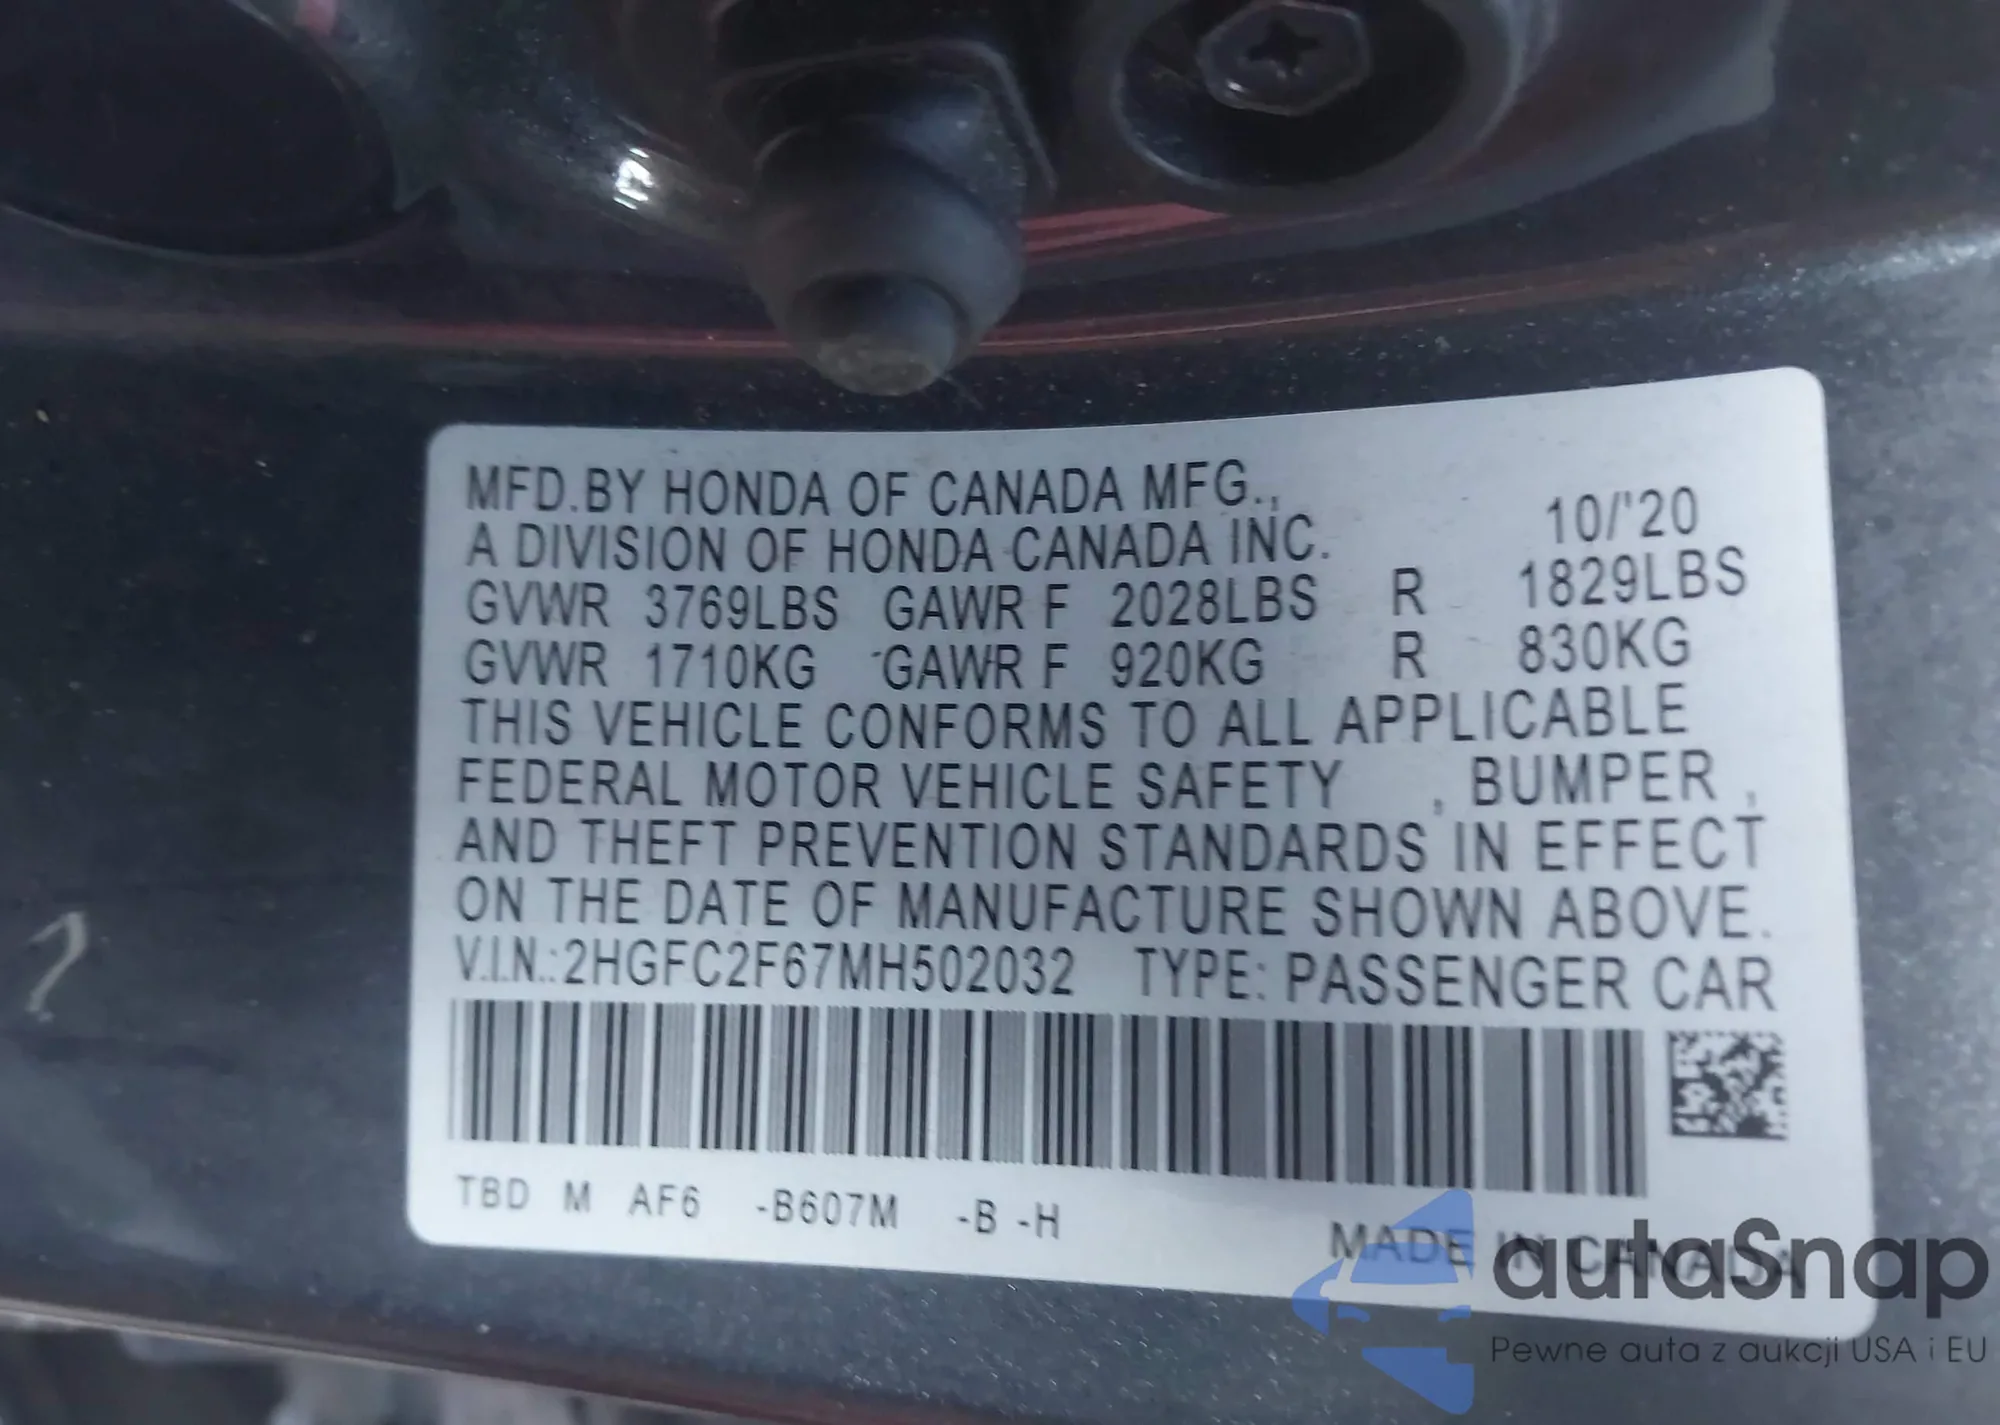 MFD.BY HONDA OF CANADA MFG.,
A DIVISION OF HONDA CANADA INC. 10/'20
GVWR 3769LBS GAWR F 2028LBS R 1829LBS
GVWR 1710KG GAWR F 920KG R 830KG
THIS VEHICLE CONFORMS TO ALL APPLICABLE
FEDERAL MOTOR VEHICLE SAFETY , BUMPER ,
AND THEFT PREVENTION STANDARDS IN EFFECT
ON THE DATE OF MANUFACTURE SHOWN ABOVE.
V.I.N.:2HGFC2F67MH502032 TYPE: PASSENGER CAR
TBD M AF6 -B607M -B -H
MADE IN CANADA
autaSnap
Pewne auta z aukcji USA i EU